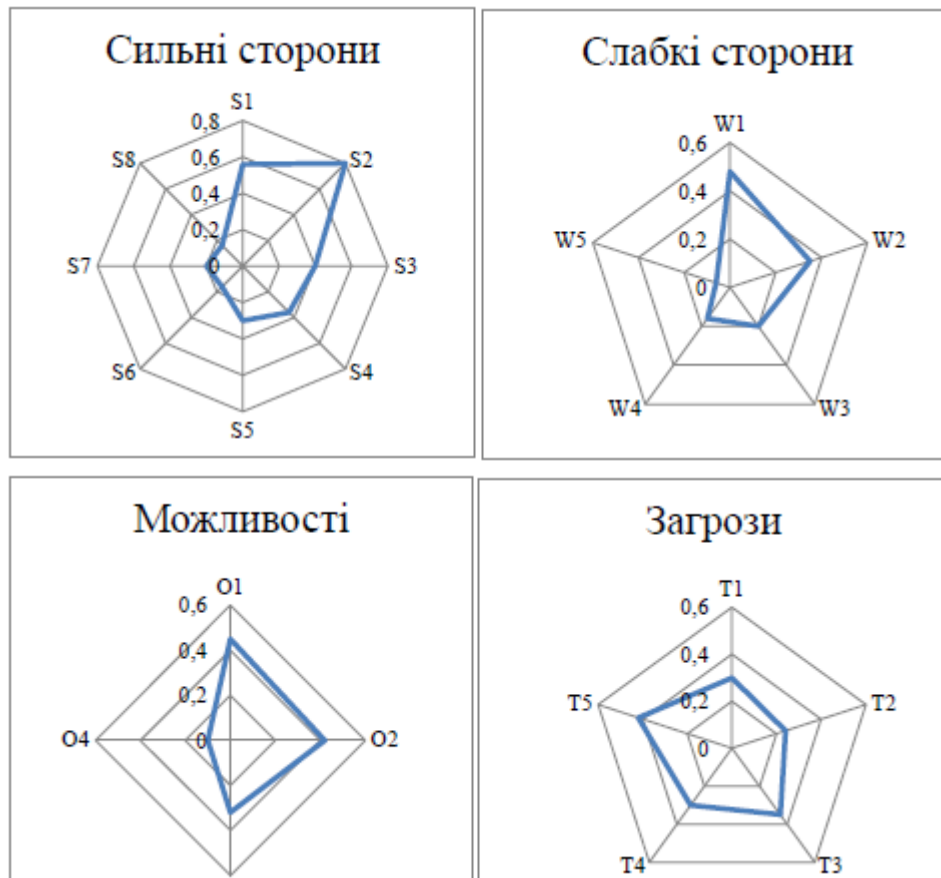 Сильні сторони
S1
0,8
S8
0,6
S2
0,4
0,2
S7
0
S3
S6
S4
S5
Слабкі сторони
W1
0,6
0,4
W5
W2
0,2
0
W4
W3
Можливості
O1
0,6
0,4
0,2
O4
0
O2
Загрози
T1
0,6
0,4
T5
0,2
T2
0
T4
T3